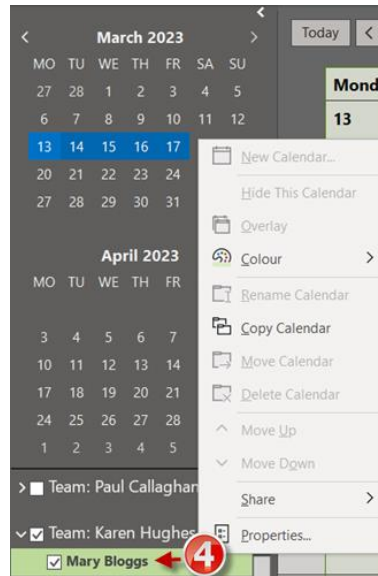 March 2023
Today
MO TU WE TH FR SA SU
27 28 1 2 3 4 5
6 7 8 9 10 11 12
13 14 15 16 17
20 21 22 23 24
27 28 29 30 31
Mond
13
April 2023
MO TU WE TH FR
3 4 5 6 7
10 11 12 13 14
17 18 19 20 21
24 25 26 27 28
1 2 3 4 5
New Calendar...
Hide This Calendar
Overlay
Colour
Rename Calendar
Copy Calendar
Move Calendar
Delete Calendar
Move Up
Move Down
Share
Properties...
Team: Paul Callaghan
Team: Karen Hughes
Mary Bloggs
4